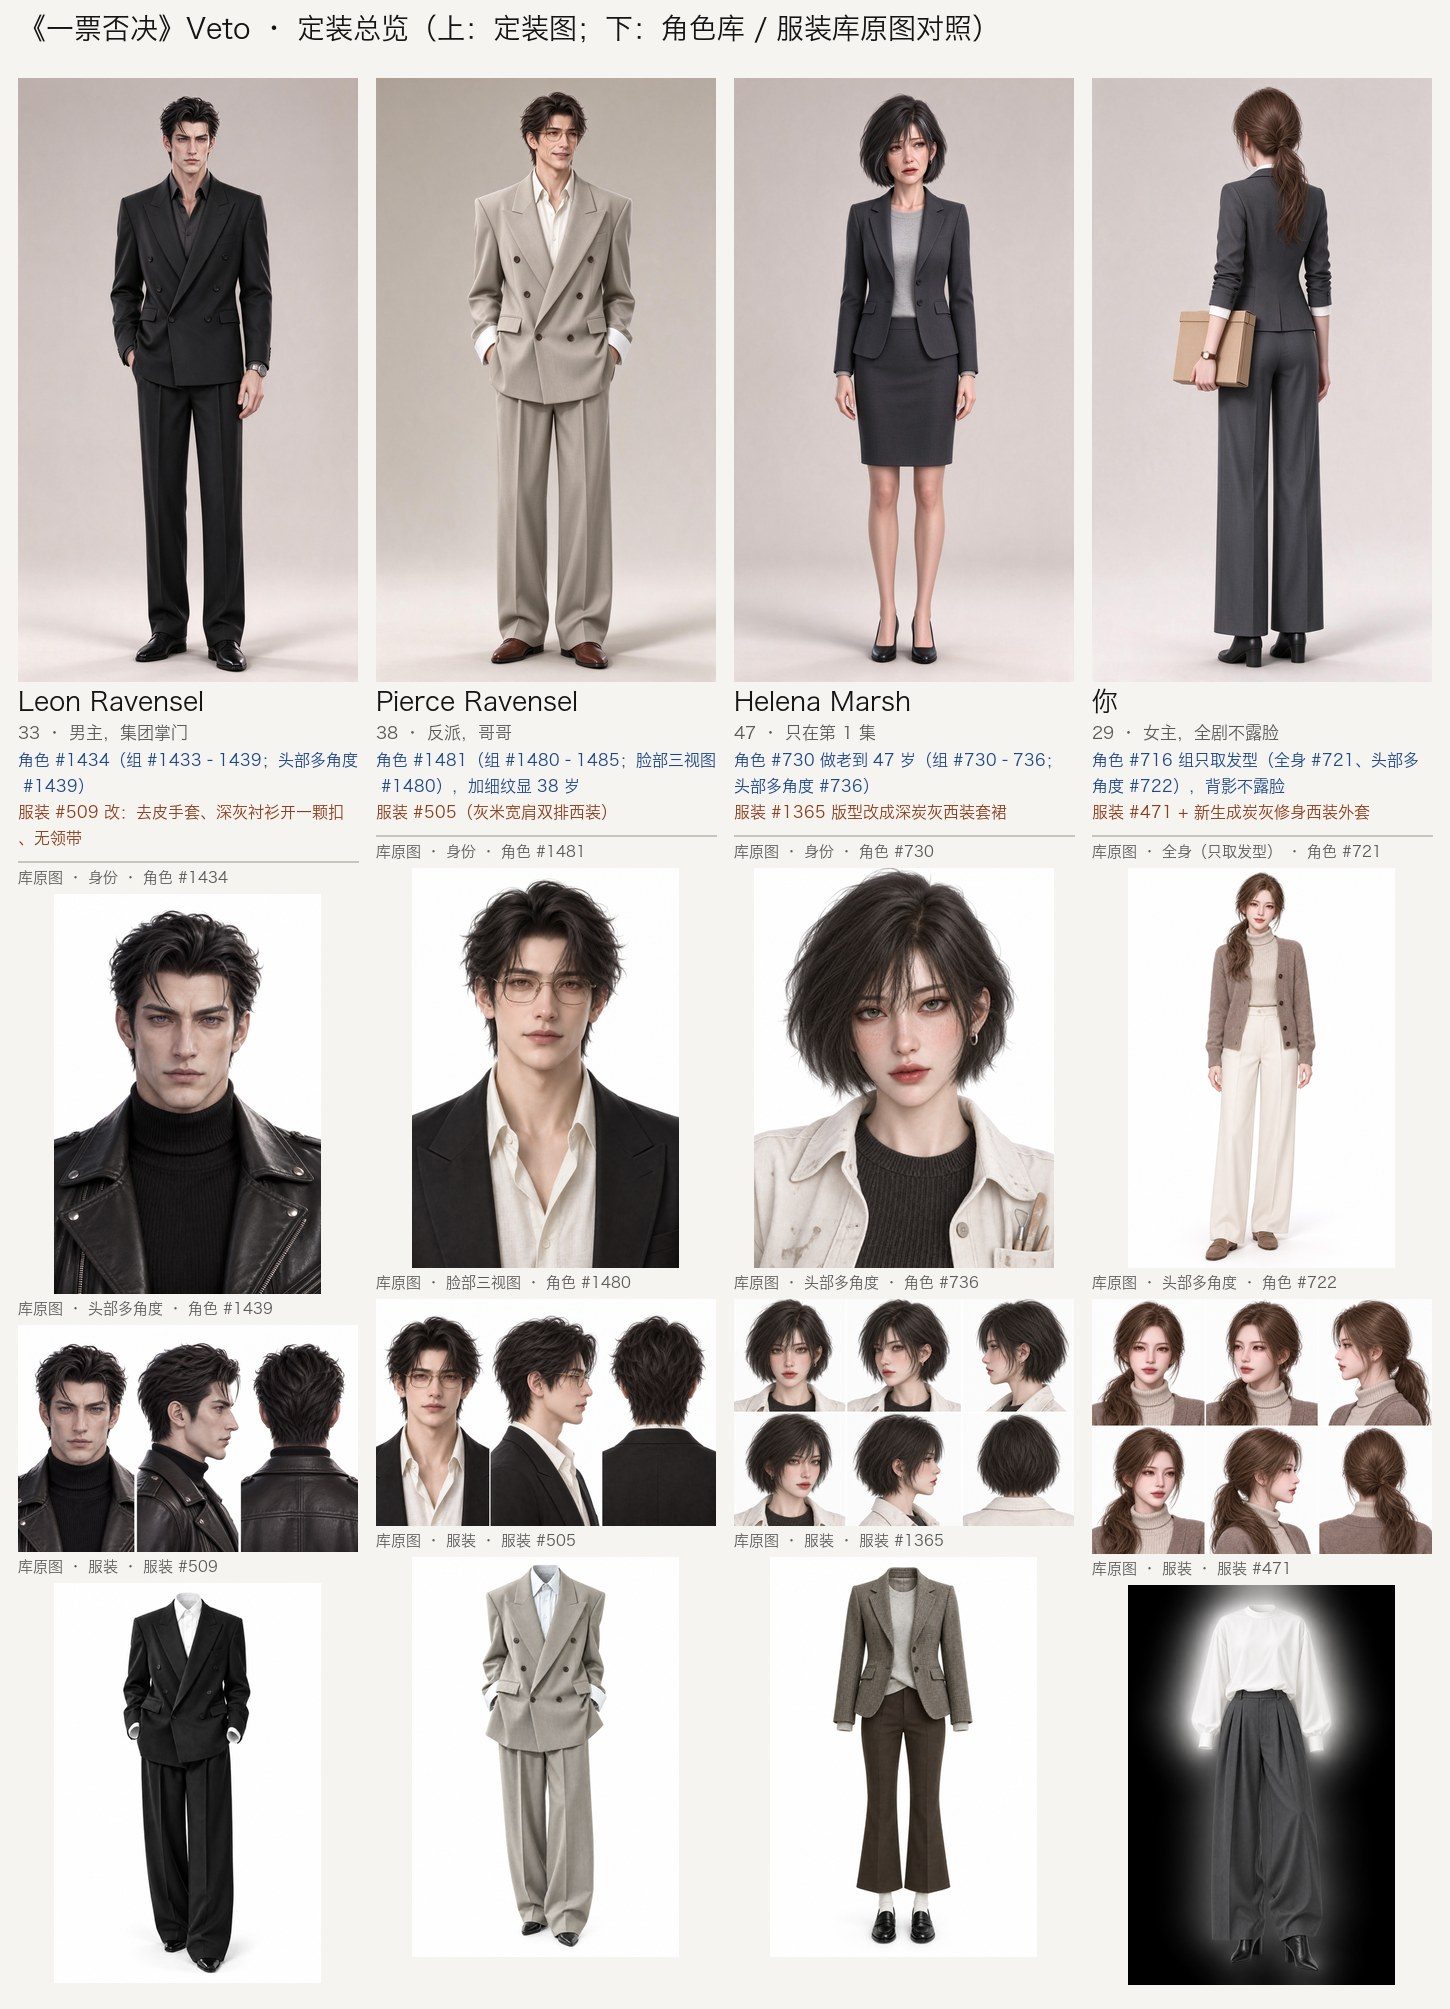 《一票否决》Veto · 定装总览（上：定装图；下：角色库 / 服装库原图对照）
Leon Ravensel
33 · 男主，集团掌门
角色 #1434（组 #1433 - 1439；头部多角度
#1439）
服装 #509 改：去皮手套、深灰衬衫开一颗扣
、无领带
库原图 · 身份 · 角色 #1434
库原图 · 头部多角度 · 角色 #1439
库原图 · 服装 · 服装 #509
Pierce Ravensel
38 · 反派，哥哥
角色 #1481（组 #1480 - 1485；脸部三视图
#1480），加细纹显 38 岁
服装 #505（灰米宽肩双排西装）
库原图 · 身份 · 角色 #1481
库原图 · 脸部三视图 · 角色 #1480
库原图 · 服装 · 服装 #505
Helena Marsh
47 · 只在第 1 集
角色 #730 做老到 47 岁（组 #730 - 736；
头部多角度 #736）
服装 #1365 版型改成深炭灰西装套裙
库原图 · 身份 · 角色 #730
库原图 · 头部多角度 · 角色 #736
库原图 · 服装 · 服装 #1365
你
29 · 女主，全剧不露脸
角色 #716 组只取发型（全身 #721、头部多
角度 #722），背影不露脸
服装 #471 + 新生成炭灰修身西装外套
库原图 · 全身（只取发型） · 角色 #721
库原图 · 头部多角度 · 角色 #722
库原图 · 服装 · 服装 #471